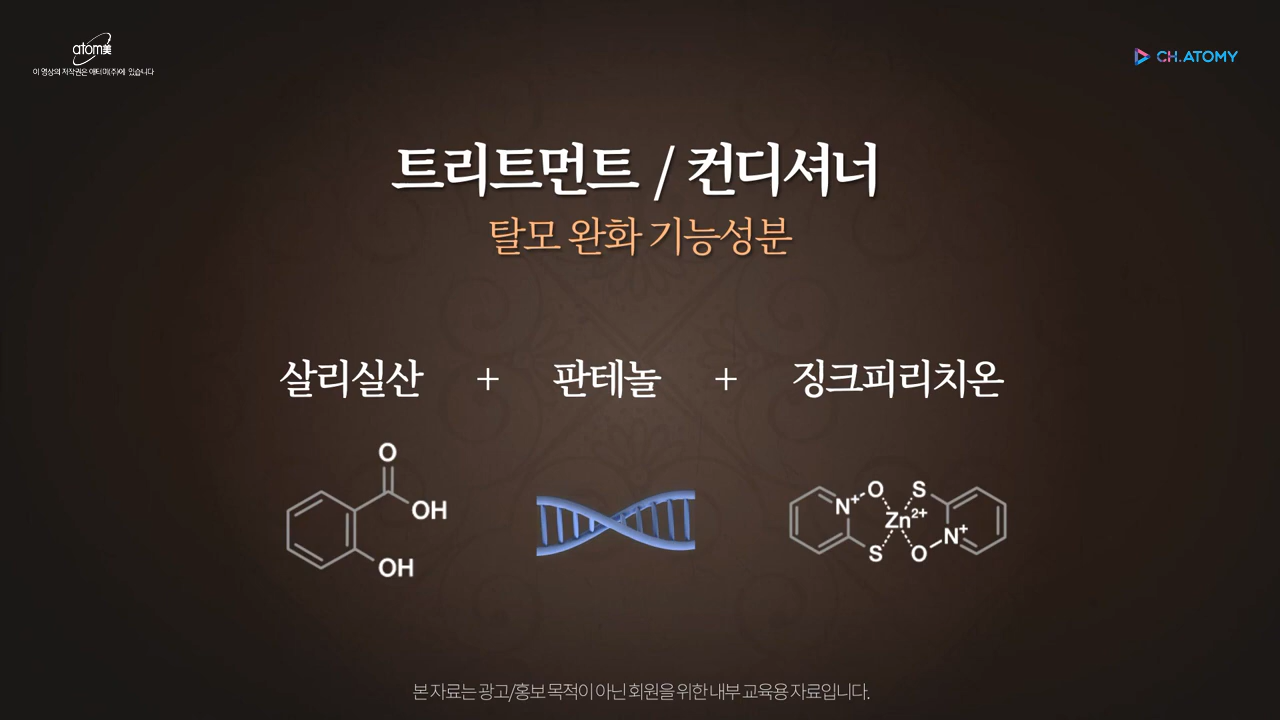 atom美
이 영상의 저작권은 애터미(주)에 있습니다
CH.ATOMY
트리트먼트 / 컨디셔너
탈모 완화 기능성분
살리실산 + 판테놀 + 징크피리치온
O
OH
OH
N⁺ O S
Zn²⁺
S O N⁺
본 자료는 광고/홍보 목적이 아닌 회원을 위한 내부 교육용 자료입니다.